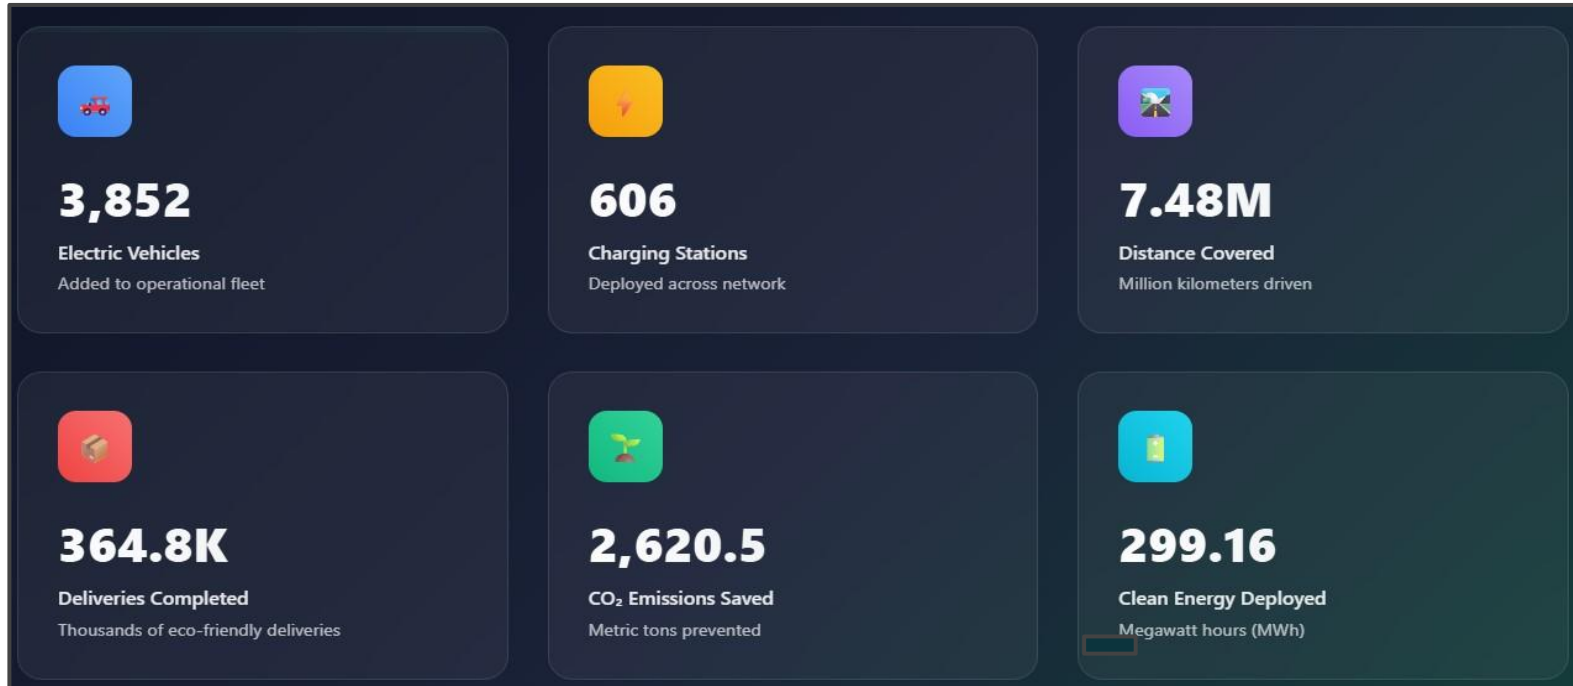 3,852
Electric Vehicles
Added to operational fleet
606
Charging Stations
Deployed across network
7.48M
Distance Covered
Million kilometers driven
364.8K
Deliveries Completed
Thousands of eco-friendly deliveries
2,620.5
CO₂ Emissions Saved
Metric tons prevented
299.16
Clean Energy Deployed
Megawatt hours (MWh)